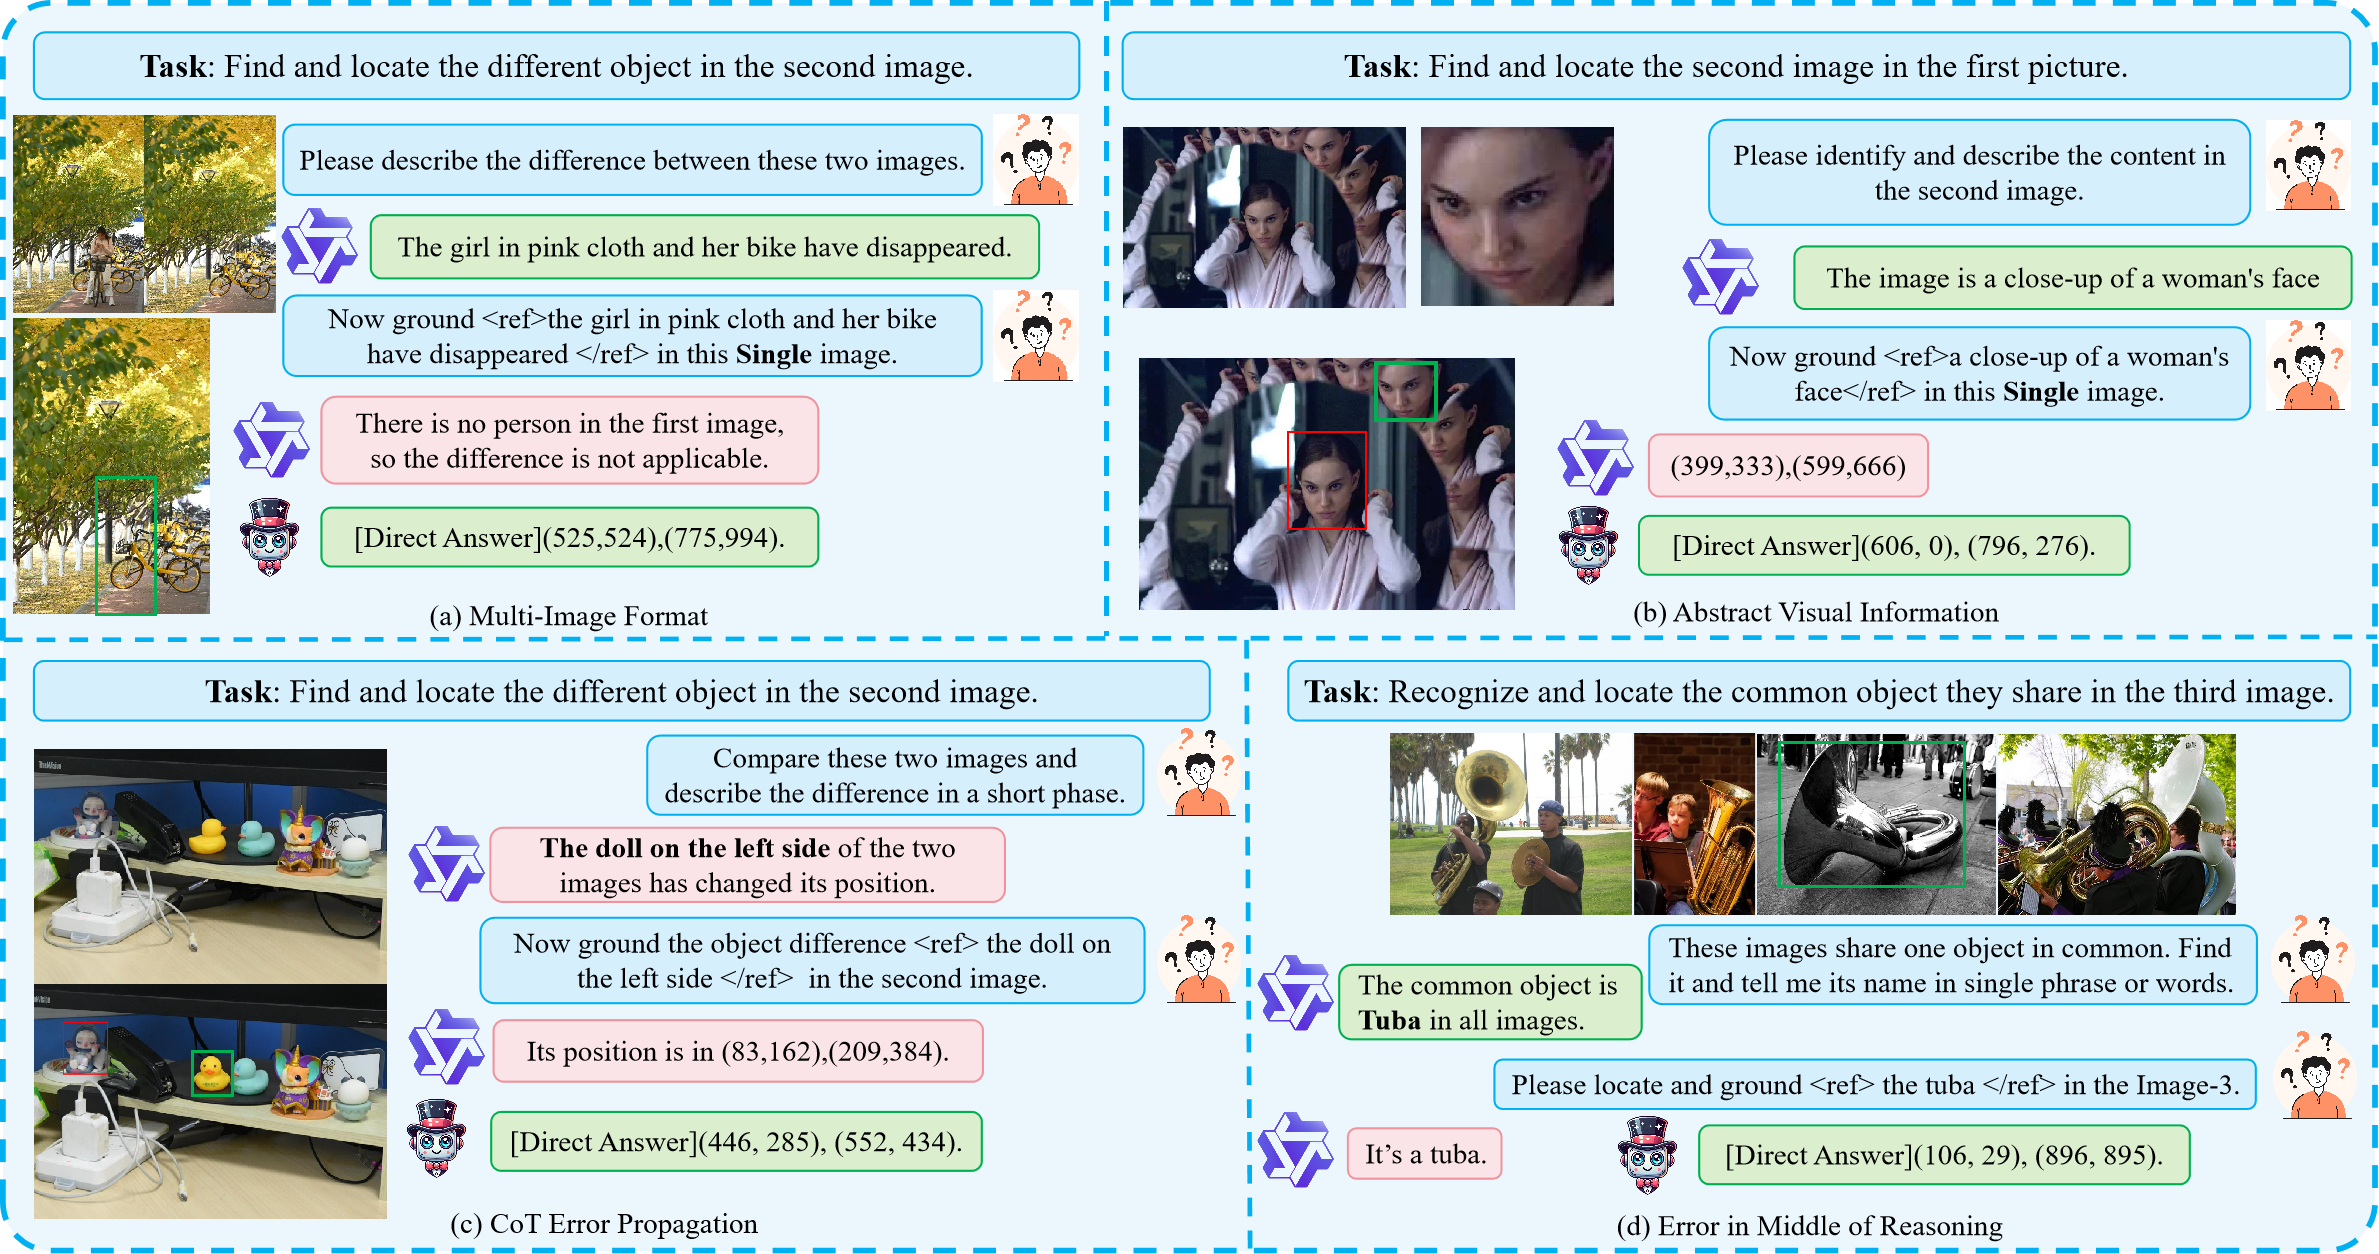 Task: Find and locate the different object in the second image.
Please describe the difference between these two images.
The girl in pink cloth and her bike have disappeared.
Now ground <ref>the girl in pink cloth and her bike
have disappeared </ref> in this Single image.
There is no person in the first image,
so the difference is not applicable.
[Direct Answer](525,524),(775,994).
(a) Multi-Image Format
Task: Find and locate the second image in the first picture.
Please identify and describe the content in
the second image.
The image is a close-up of a woman's face
Now ground <ref>a close-up of a woman's
face</ref> in this Single image.
(399,333),(599,666)
[Direct Answer](606, 0), (796, 276).
(b) Abstract Visual Information
Task: Find and locate the different object in the second image.
Compare these two images and
describe the difference in a short phase.
The doll on the left side of the two
images has changed its position.
Now ground the object difference <ref> the doll on
the left side </ref> in the second image.
Its position is in (83,162),(209,384).
[Direct Answer](446, 285), (552, 434).
(c) CoT Error Propagation
Task: Recognize and locate the common object they share in the third image.
These images share one object in common. Find
it and tell me its name in single phrase or words.
The common object is
Tuba in all images.
Please locate and ground <ref> the tuba </ref> in the Image-3.
It’s a tuba.
[Direct Answer](106, 29), (896, 895).
(d) Error in Middle of Reasoning